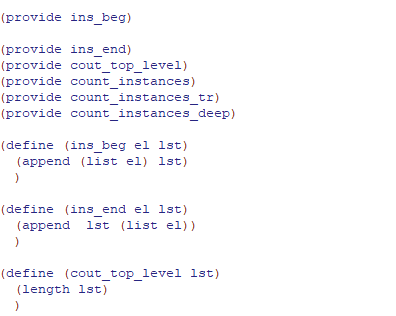 (provide ins_beg)
(provide ins_end)
(provide cout_top_level)
(provide count_instances)
(provide count_instances_tr)
(provide count_instances_deep)
(define (ins_beg el lst)
(append (list el) lst)
)
(define (ins_end el lst)
(append  lst (list el))
)
(define (cout_top_level lst)
(length lst)
)